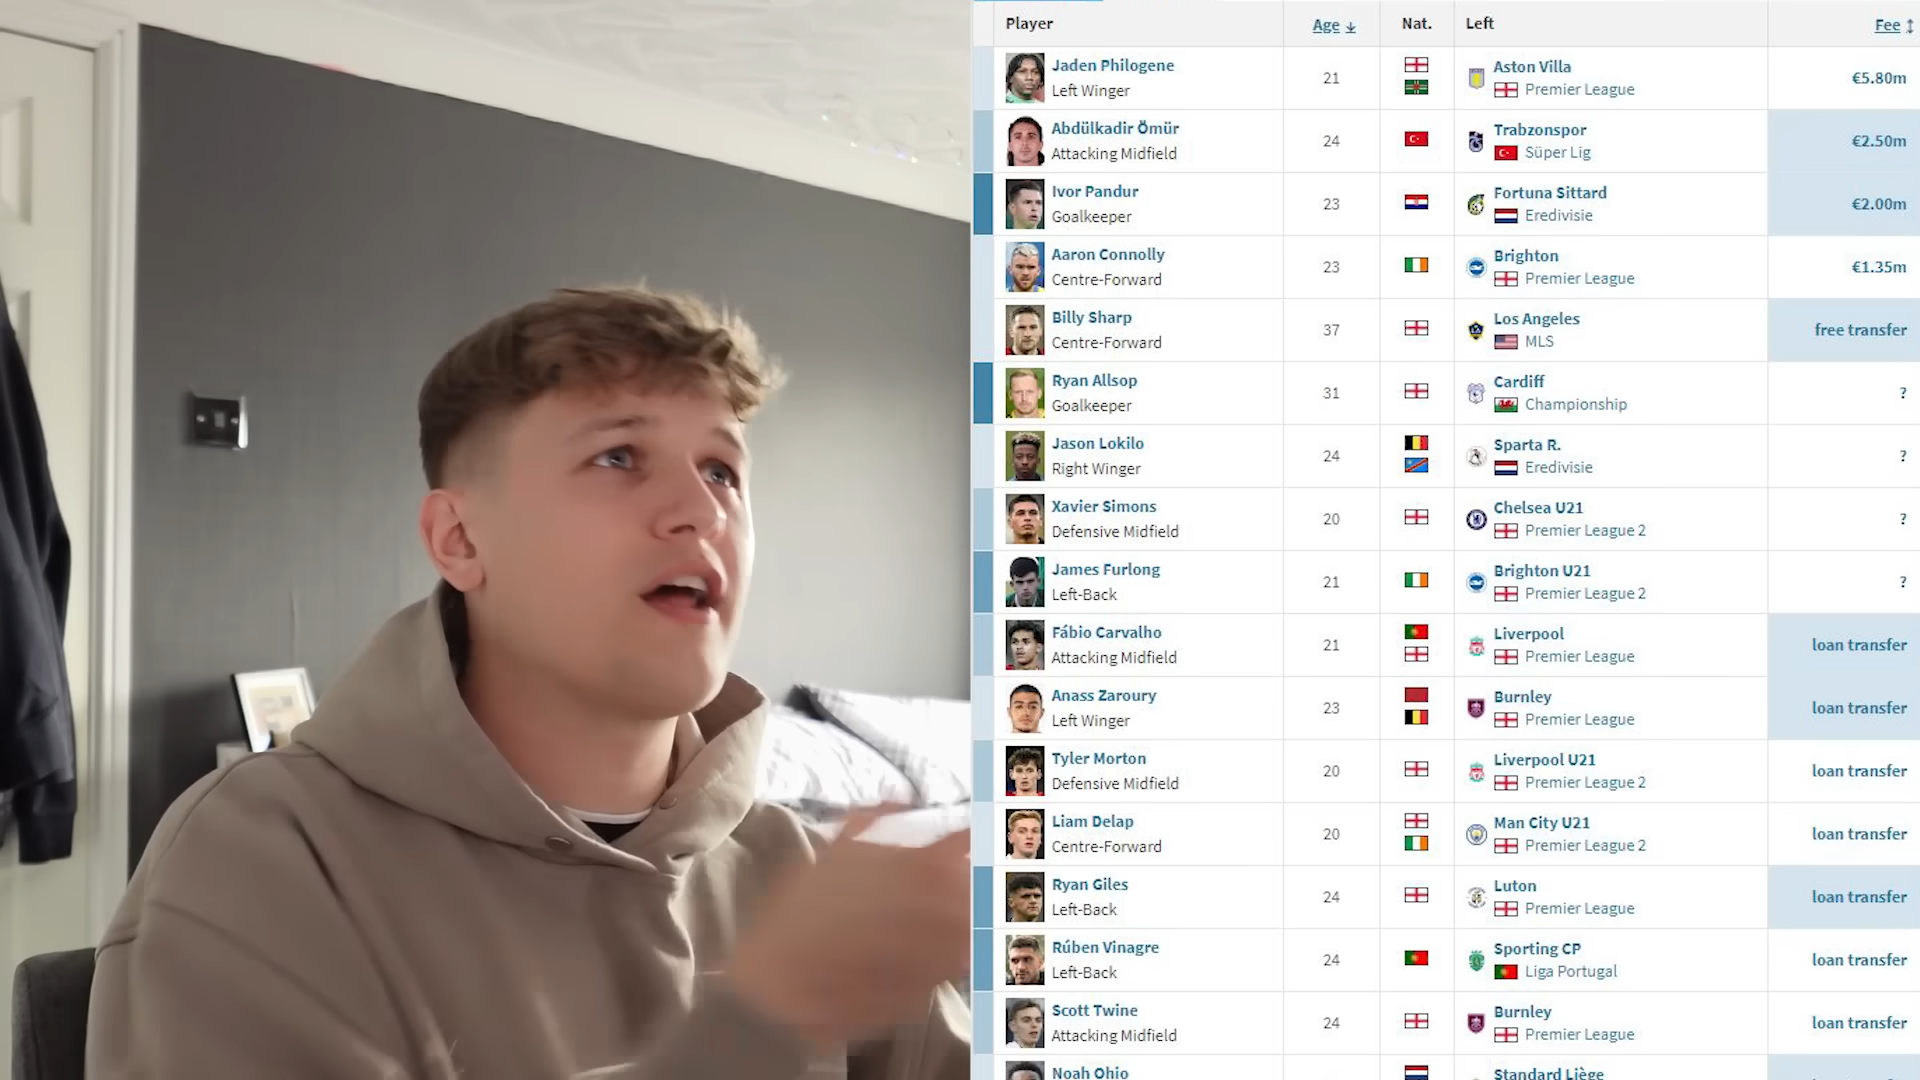 Player Age Nat. Left Fee
Jaden Philogene
Left Winger
21
Aston Villa
Premier League
€5.80m
Abdülkadir Ömür
Attacking Midfield
24
Trabzonspor
Süper Lig
€2.50m
Ivor Pandur
Goalkeeper
23
Fortuna Sittard
Eredivisie
€2.00m
Aaron Connolly
Centre-Forward
23
Brighton
Premier League
€1.35m
Billy Sharp
Centre-Forward
37
Los Angeles
MLS
free transfer
Ryan Allsop
Goalkeeper
31
Cardiff
Championship
?
Jason Lokilo
Right Winger
24
Sparta R.
Eredivisie
?
Xavier Simons
Defensive Midfield
20
Chelsea U21
Premier League 2
?
James Furlong
Left-Back
21
Brighton U21
Premier League 2
?
Fábio Carvalho
Attacking Midfield
21
Liverpool
Premier League
loan transfer
Anass Zaroury
Left Winger
23
Burnley
Premier League
loan transfer
Tyler Morton
Defensive Midfield
20
Liverpool U21
Premier League 2
loan transfer
Liam Delap
Centre-Forward
20
Man City U21
Premier League 2
loan transfer
Ryan Giles
Left-Back
24
Luton
Premier League
loan transfer
Rúben Vinagre
Left-Back
24
Sporting CP
Liga Portugal
loan transfer
Scott Twine
Attacking Midfield
24
Burnley
Premier League
loan transfer
Noah Ohio
Standard Liège